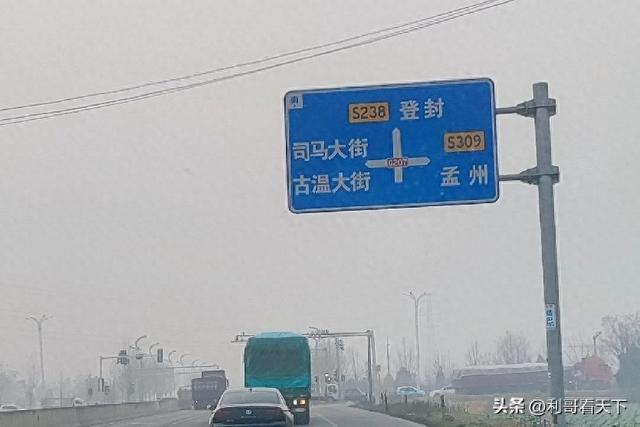 S238 登封
司马大街
S309
G207
古温大街
孟州
头条 @利哥看天下